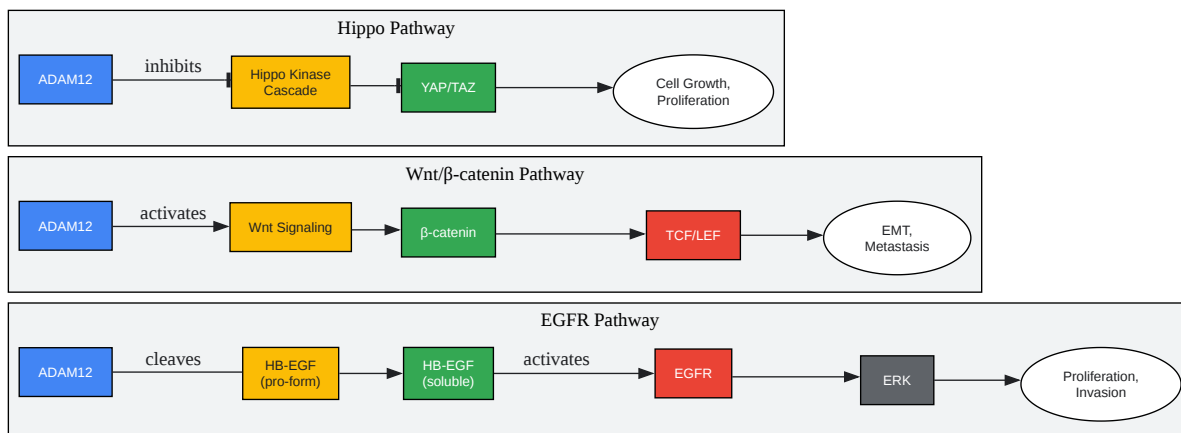 Hippo Pathway
ADAM12
inhibits
Hippo Kinase
Cascade
YAP/TAZ
Cell Growth,
Proliferation
Wnt/β-catenin Pathway
ADAM12
activates
Wnt Signaling
β-catenin
TCF/LEF
EMT,
Metastasis
EGFR Pathway
ADAM12
cleaves
HB-EGF
(pro-form)
HB-EGF
(soluble)
activates
EGFR
ERK
Proliferation,
Invasion